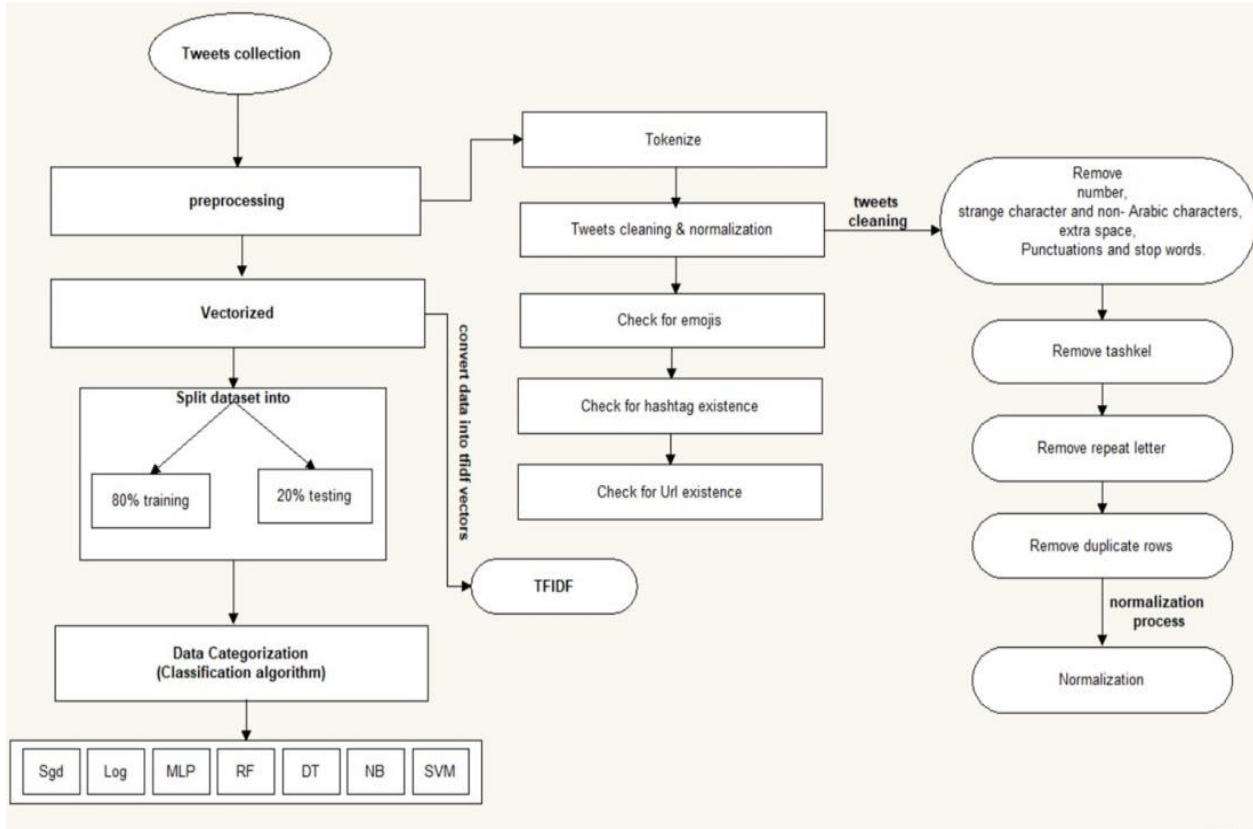 Tweets collection
preprocessing
Vectorized
Split dataset into
80% training
20% testing
Data Categorization
(Classification algorithm)
Sgd
Log
MLP
RF
DT
NB
SVM
convert data into tfidf vectors
TFIDF
Tokenize
Tweets cleaning & normalization
Check for emojis
Check for hashtag existence
Check for Url existence
tweets
cleaning
Remove
number,
strange character and non- Arabic characters,
extra space,
Punctuations and stop words.
Remove tashkel
Remove repeat letter
Remove duplicate rows
normalization
process
Normalization